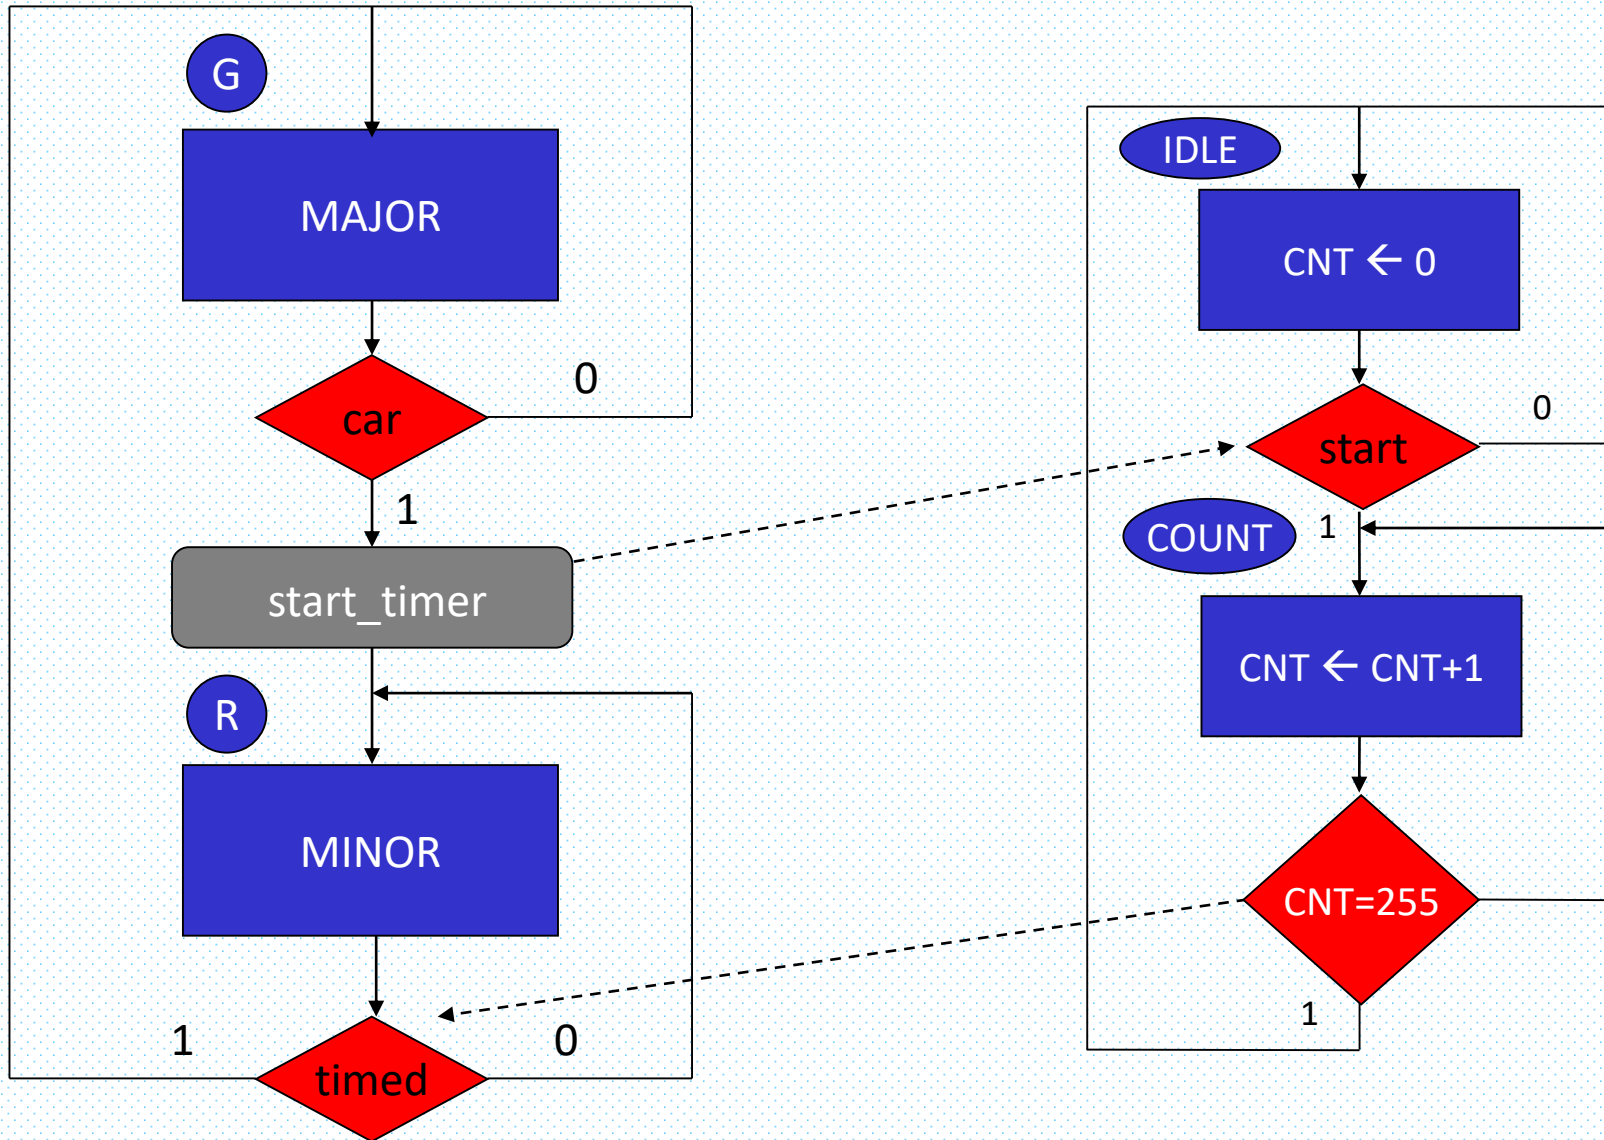 G
MAJOR
car
0
1
start_timer
R
MINOR
1
timed
0
IDLE
CNT ← 0
start
0
COUNT
1
CNT ← CNT+1
CNT=255
1